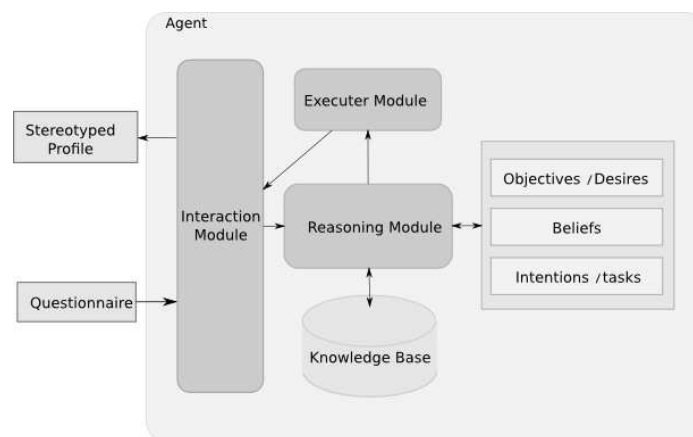 Agent
Executer Module
Stereotyped
Profile
Objectives / Desires
Interaction
Module
Reasoning Module
Beliefs
Intentions / tasks
Questionnaire
Knowledge Base